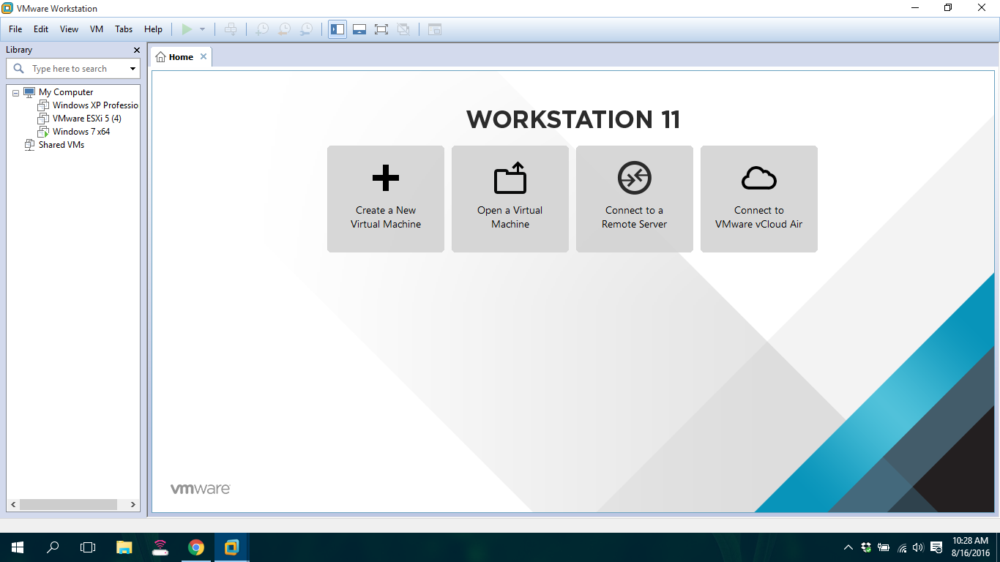 VMware Workstation
File Edit View VM Tabs Help
Library
Type here to search
My Computer
Windows XP Professio
VMware ESXi 5 (4)
Windows 7 x64
Shared VMs
Home
WORKSTATION 11
Create a New
Virtual Machine
Open a Virtual
Machine
Connect to a
Remote Server
Connect to
VMware vCloud Air
vmware
10:28 AM
8/16/2016